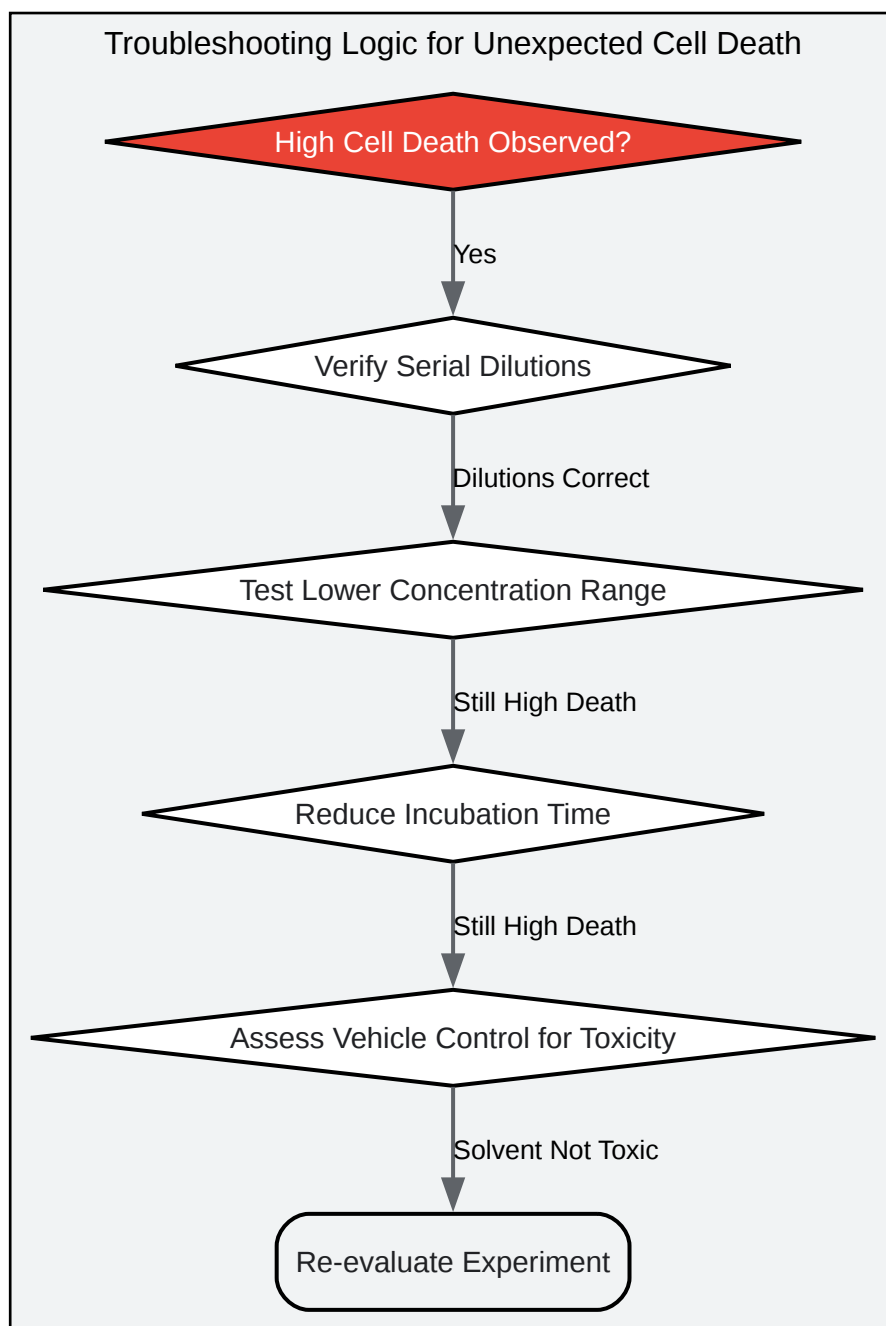 Troubleshooting Logic for Unexpected Cell Death
High Cell Death Observed?
Yes
Verify Serial Dilutions
Dilutions Correct
Test Lower Concentration Range
Still High Death
Reduce Incubation Time
Still High Death
Assess Vehicle Control for Toxicity
Solvent Not Toxic
Re-evaluate Experiment